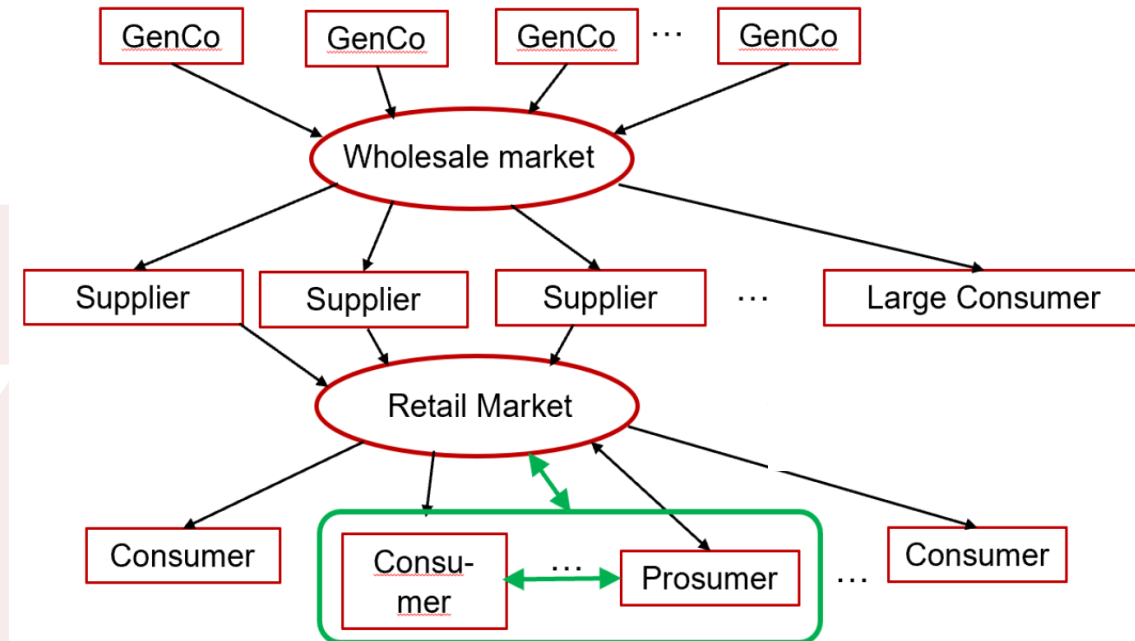 GenCo
GenCo
GenCo
...
GenCo
Wholesale market
Supplier
Supplier
Supplier
...
Large Consumer
Retail Market
Consumer
Consu-
mer
...
Prosumer
...
Consumer